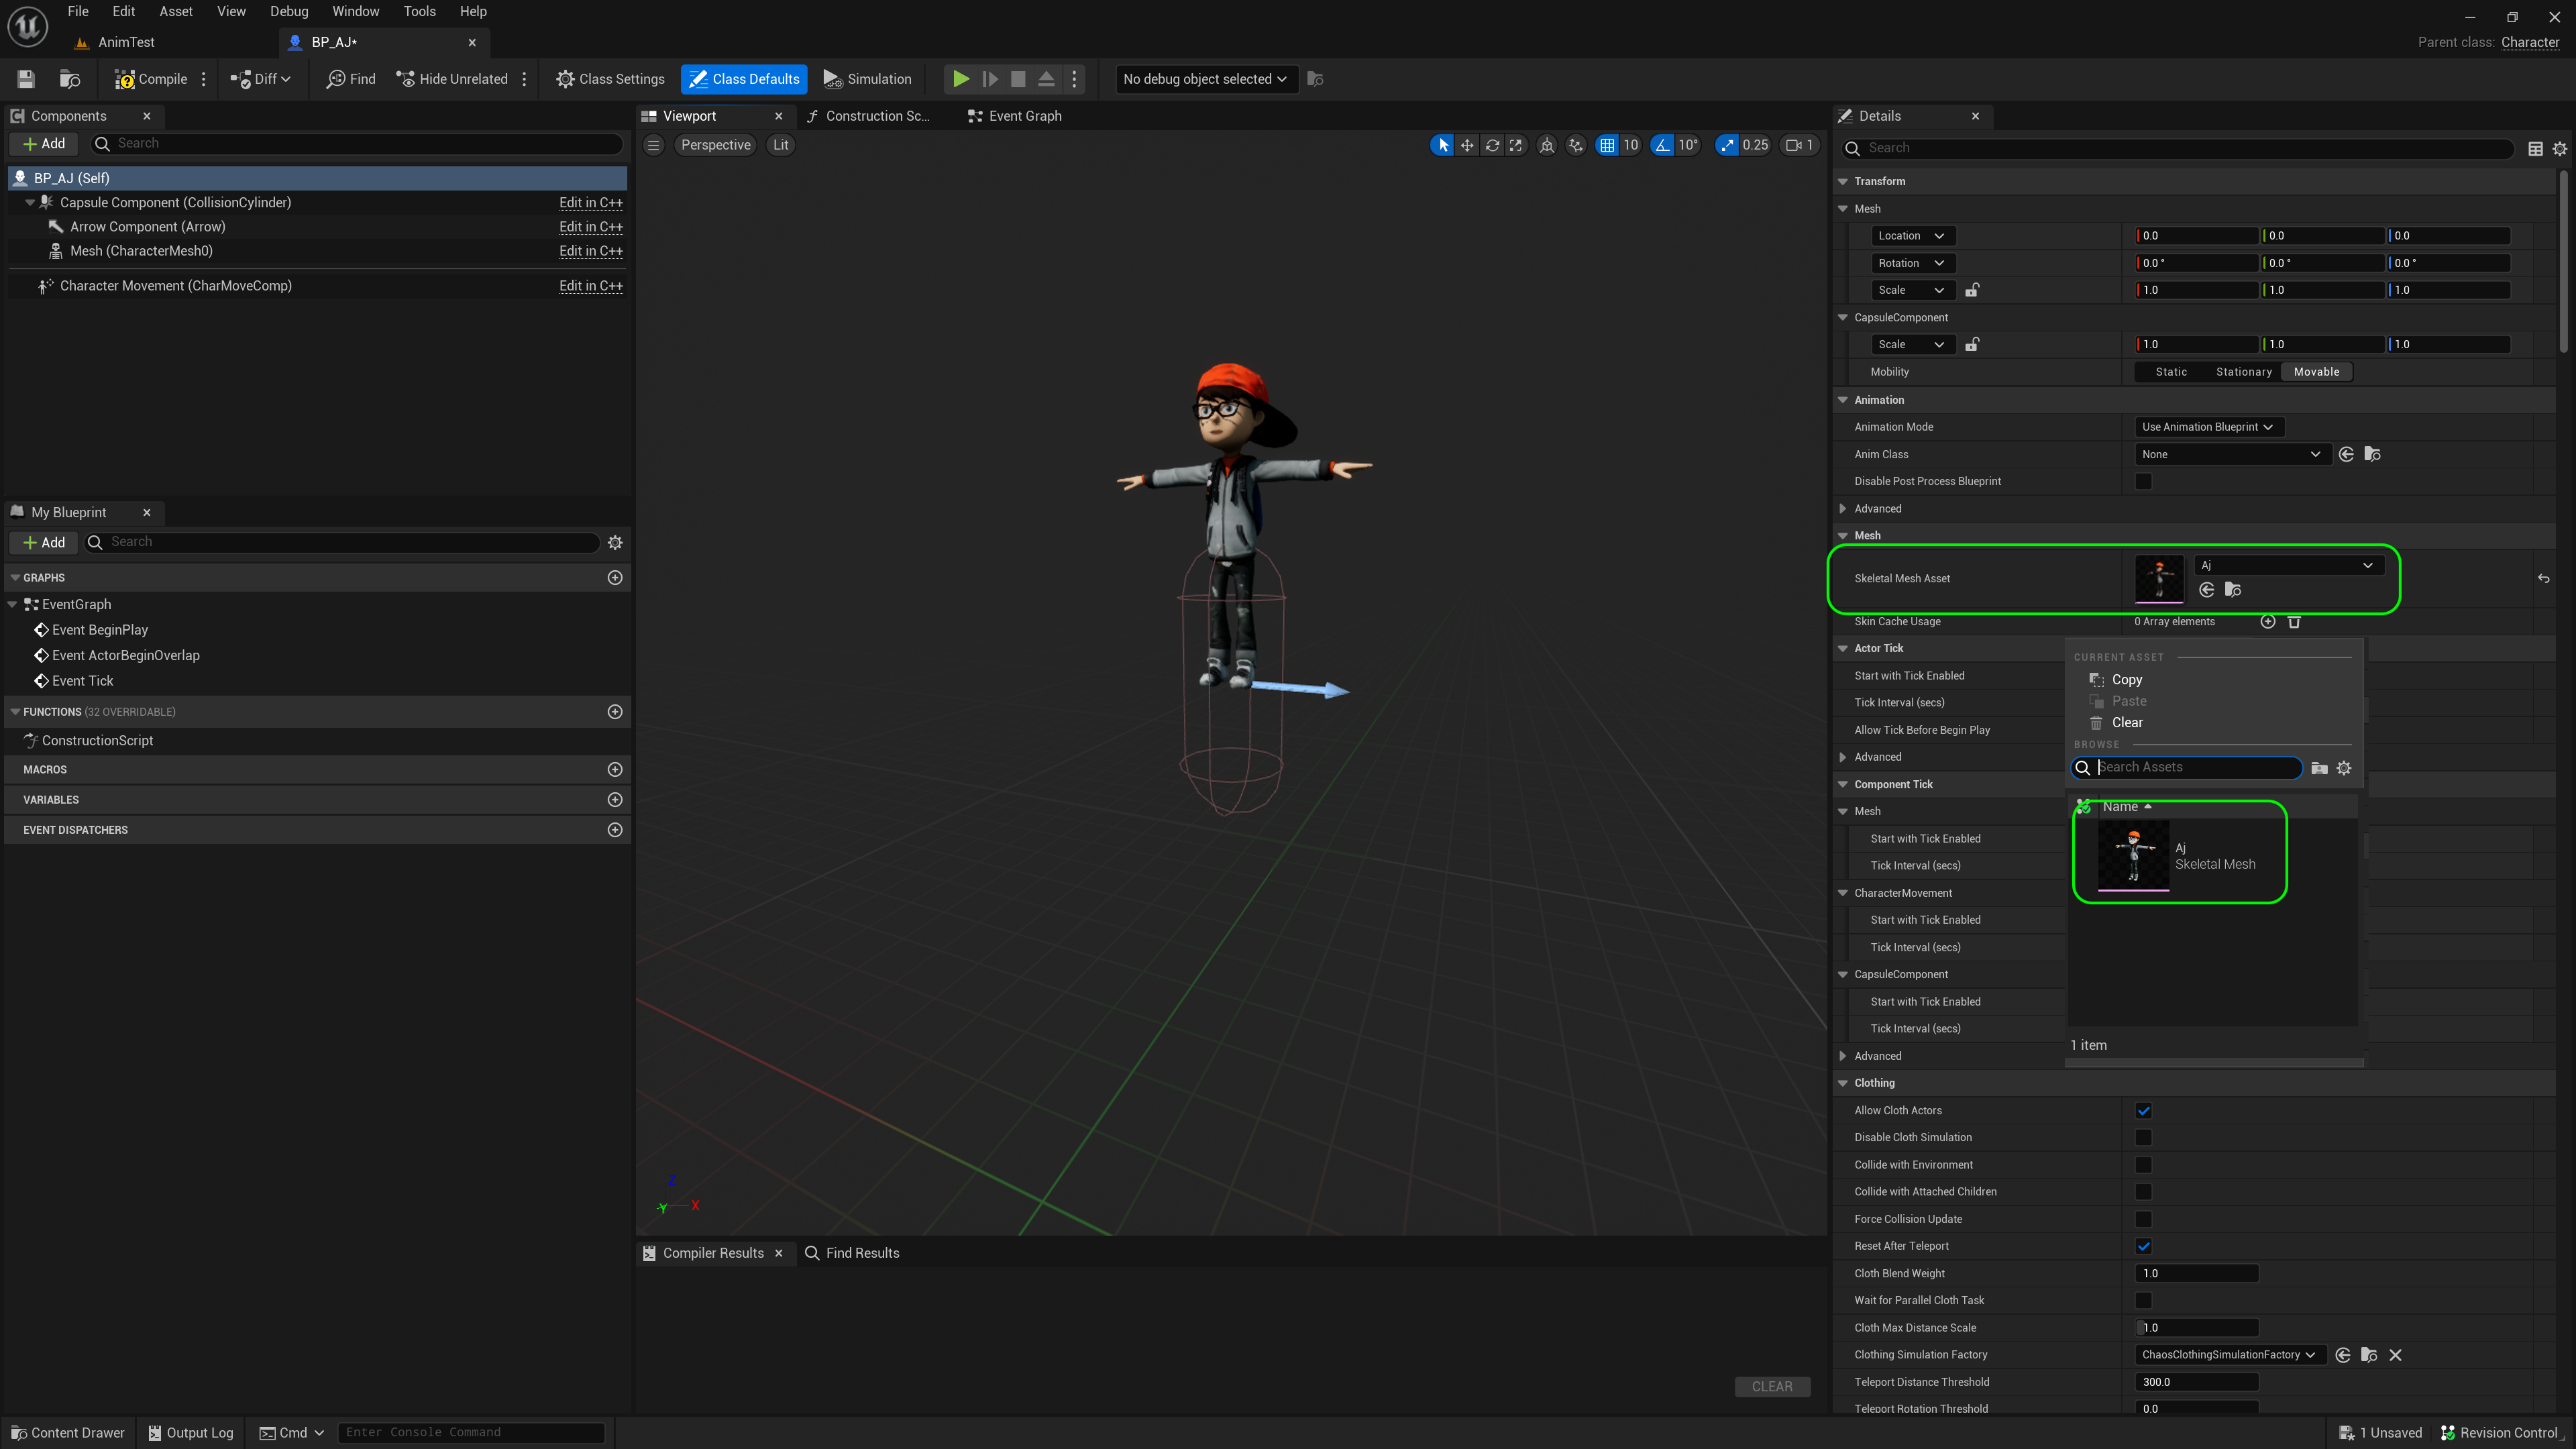 File Edit Asset View Debug Window Tools Help
AnimTest
BP_AJ*
Parent class: Character
Compile
Diff
Find
Hide Unrelated
Class Settings
Class Defaults
Simulation
No debug object selected
Components
Add
Search
BP_AJ (Self)
Capsule Component (CollisionCylinder) Edit in C++
Arrow Component (Arrow) Edit in C++
Mesh (CharacterMesh0) Edit in C++
Character Movement (CharMoveComp) Edit in C++
My Blueprint
Add
Search
GRAPHS
EventGraph
Event BeginPlay
Event ActorBeginOverlap
Event Tick
FUNCTIONS (32 OVERRIDABLE)
ConstructionScript
MACROS
VARIABLES
EVENT DISPATCHERS
Viewport
Construction Sc...
Event Graph
Perspective
Lit
10
10°
0.25
1
Z
Y
X
Compiler Results
Find Results
CLEAR
Details
Search
Transform
Mesh
Location 0.0 0.0 0.0
Rotation 0.0 ° 0.0 ° 0.0 °
Scale 1.0 1.0 1.0
CapsuleComponent
Scale 1.0 1.0 1.0
Mobility Static Stationary Movable
Animation
Animation Mode Use Animation Blueprint
Anim Class None
Disable Post Process Blueprint
Advanced
Mesh
Skeletal Mesh Asset Aj
Skin Cache Usage 0 Array elements
Actor Tick
Start with Tick Enabled
Tick Interval (secs)
Allow Tick Before Begin Play
Advanced
Component Tick
Mesh
Start with Tick Enabled
Tick Interval (secs)
CharacterMovement
Start with Tick Enabled
Tick Interval (secs)
CapsuleComponent
Start with Tick Enabled
Tick Interval (secs)
Advanced
CURRENT ASSET
Copy
Paste
Clear
BROWSE
Search Assets
Name
Aj
Skeletal Mesh
1 item
Clothing
Allow Cloth Actors
Disable Cloth Simulation
Collide with Environment
Collide with Attached Children
Force Collision Update
Reset After Teleport
Cloth Blend Weight 1.0
Wait for Parallel Cloth Task
Cloth Max Distance Scale 1.0
Clothing Simulation Factory ChaosClothingSimulationFactory
Teleport Distance Threshold 300.0
Teleport Rotation Threshold 0.0
Content Drawer
Output Log
Cmd
Enter Console Command
1 Unsaved
Revision Control